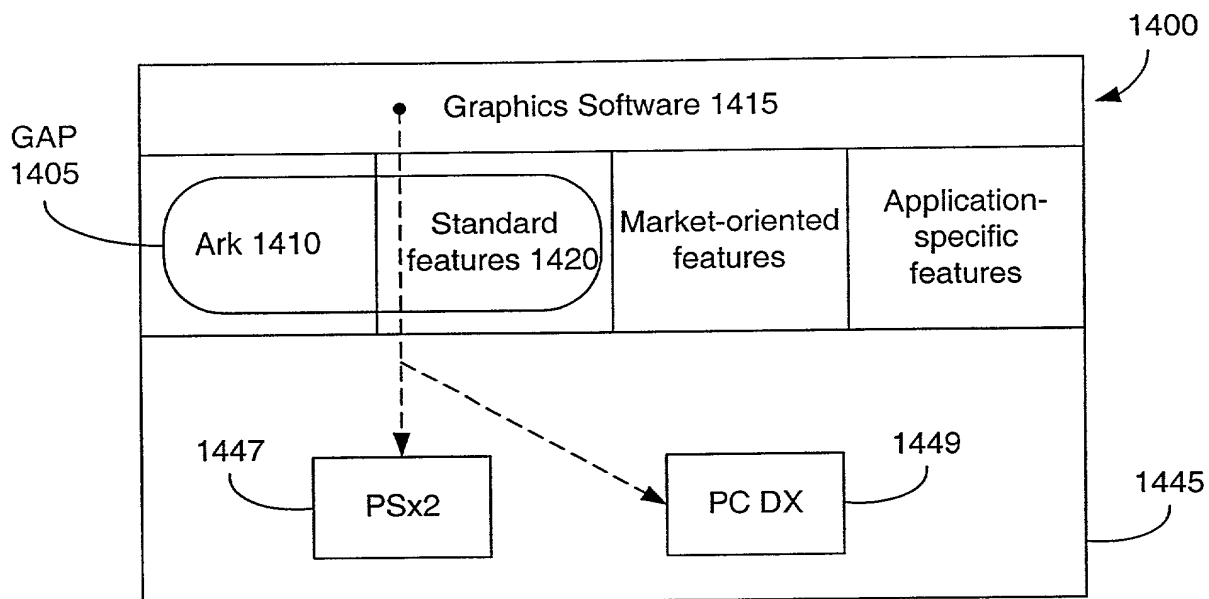 1400
Graphics Software 1415
GAP
1405
Ark 1410
Standard
features 1420
Market-oriented
features
Application-
specific
features
1447
PSx2
1449
PC DX
1445